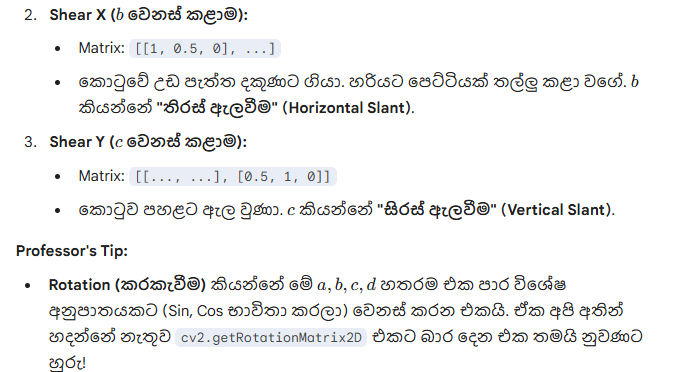 2. Shear X (b වෙනස් කළාම):
• Matrix: [[1, 0.5, 0], ...]
• කොටුවේ උඩ පැත්ත දකුණට ගියා. හරියට පෙට්ටියක් තල්ලු කළා වගේ. b
කියන්නේ "තිරස් ඇලවීම" (Horizontal Slant).
3. Shear Y (c වෙනස් කළාම):
• Matrix: [[..., ...], [0.5, 1, 0]]
• කොටුව පහළට ඇල වුණා. c කියන්නේ "සිරස් ඇලවීම" (Vertical Slant).
Professor's Tip:
• Rotation (කරකැවීම) කියන්නේ මේ a, b, c, d හතරම එක පාර විශේෂ
අනුපාතයකට (Sin, Cos භාවිතා කරලා) වෙනස් කරන එකයි. ඒක අපි අතින්
හදන්නේ නැතුව cv2.getRotationMatrix2D එකට බාර දෙන එක තමයි නුවණට
හුරු!